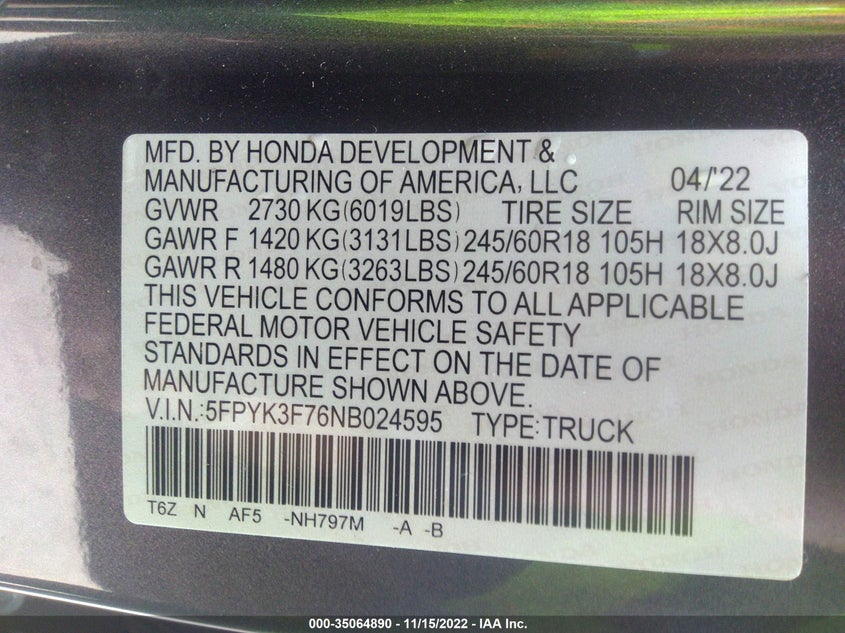 MFD. BY HONDA DEVELOPMENT &
MANUFACTURING OF AMERICA, LLC 04/'22
GVWR 2730 KG(6019LBS) TIRE SIZE RIM SIZE
GAWR F 1420 KG(3131LBS) 245/60R18 105H 18X8.0J
GAWR R 1480 KG(3263LBS) 245/60R18 105H 18X8.0J
THIS VEHICLE CONFORMS TO ALL APPLICABLE
FEDERAL MOTOR VEHICLE SAFETY
STANDARDS IN EFFECT ON THE DATE OF
MANUFACTURE SHOWN ABOVE.
V.I.N.:5FPYK3F76NB024595 TYPE:TRUCK
T6Z N AF5 -NH797M -A -B
000-35064890 - 11/15/2022 - IAA Inc.